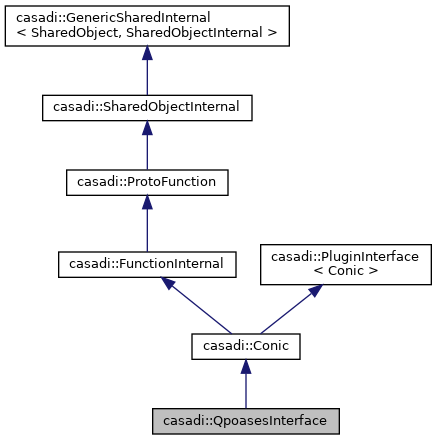 casadi::GenericSharedInternal
< SharedObject, SharedObjectInternal >
casadi::SharedObjectInternal
casadi::ProtoFunction
casadi::FunctionInternal
casadi::PluginInterface
< Conic >
casadi::Conic
casadi::QpoasesInterface